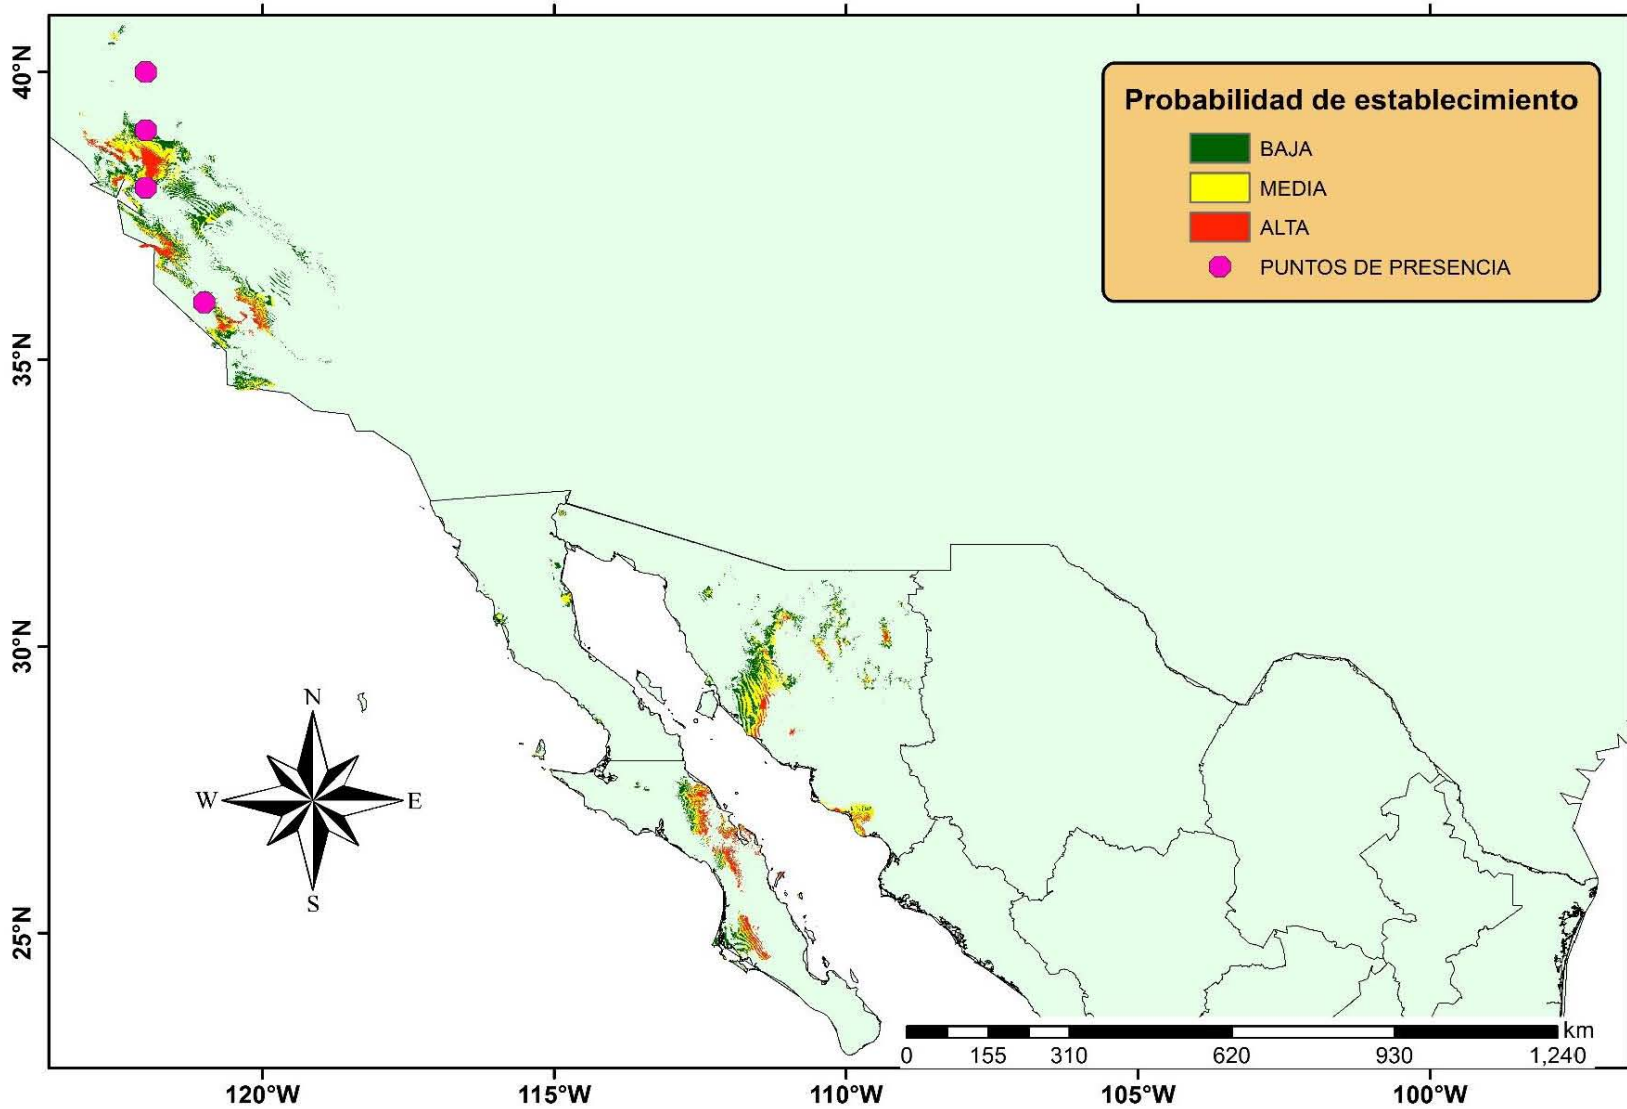 Probabilidad de establecimiento
BAJA
MEDIA
ALTA
PUNTOS DE PRESENCIA
40°N
35°N
30°N
25°N
N
W
E
S
km
0 155 310 620 930 1,240
120°W 115°W 110°W 105°W 100°W